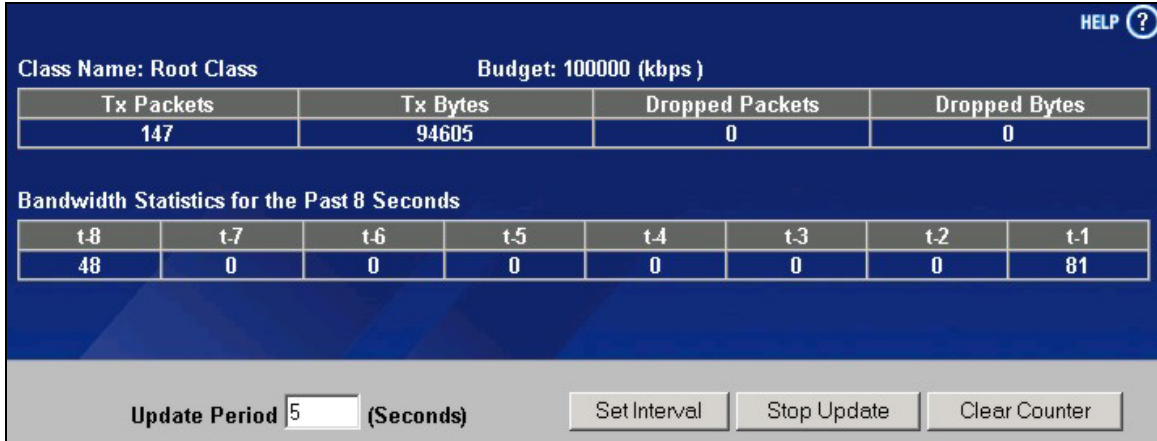 HELP ?
Class Name: Root Class Budget: 100000 (kbps )
Tx Packets Tx Bytes Dropped Packets Dropped Bytes
147 94605 0 0
Bandwidth Statistics for the Past 8 Seconds
t-8 t-7 t-6 t-5 t-4 t-3 t-2 t-1
48 0 0 0 0 0 0 81
Update Period 5 (Seconds) Set Interval Stop Update Clear Counter